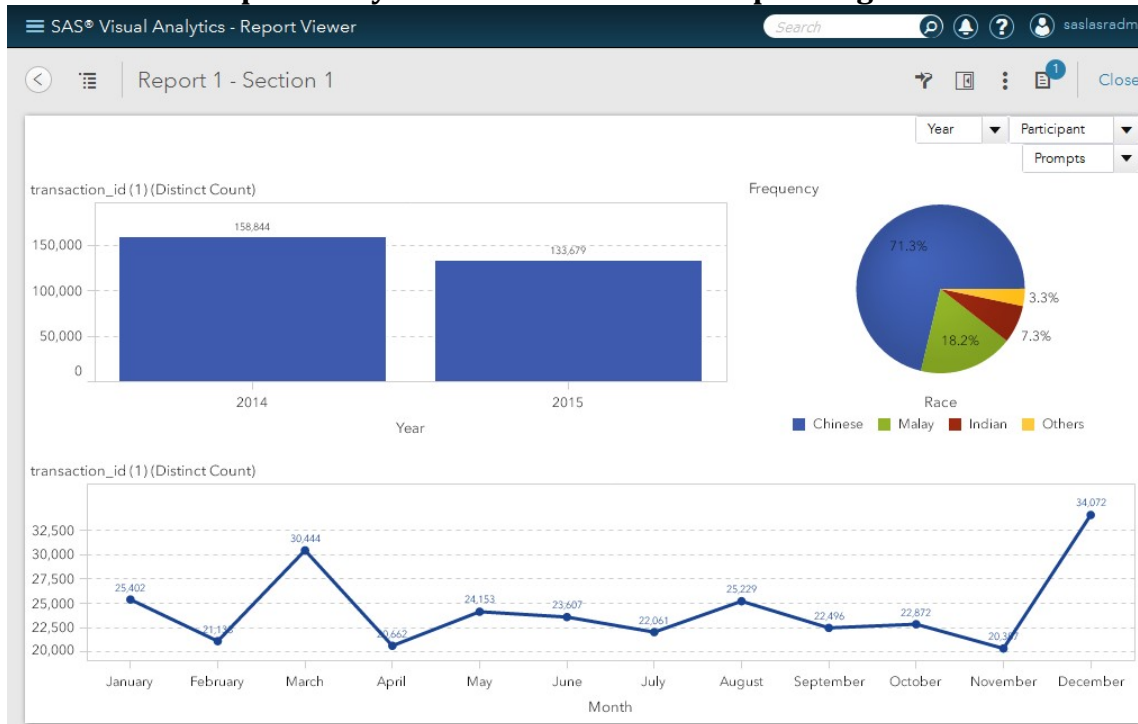 SAS® Visual Analytics - Report Viewer
Search
?
saslasradm
Report 1 - Section 1
1
Close
Year
Participant
Prompts
transaction_id (1) (Distinct Count)
158,844
133,679
150,000
100,000
50,000
0
2014
2015
Year
Frequency
71.3%
3.3%
7.3%
18.2%
Race
Chinese Malay Indian Others
transaction_id (1) (Distinct Count)
32,500
30,000
27,500
25,000
22,500
20,000
25,402
30,444
24,153
23,607
22,061
25,229
22,496
22,872
34,072
January February March April May June July August September October November December
Month